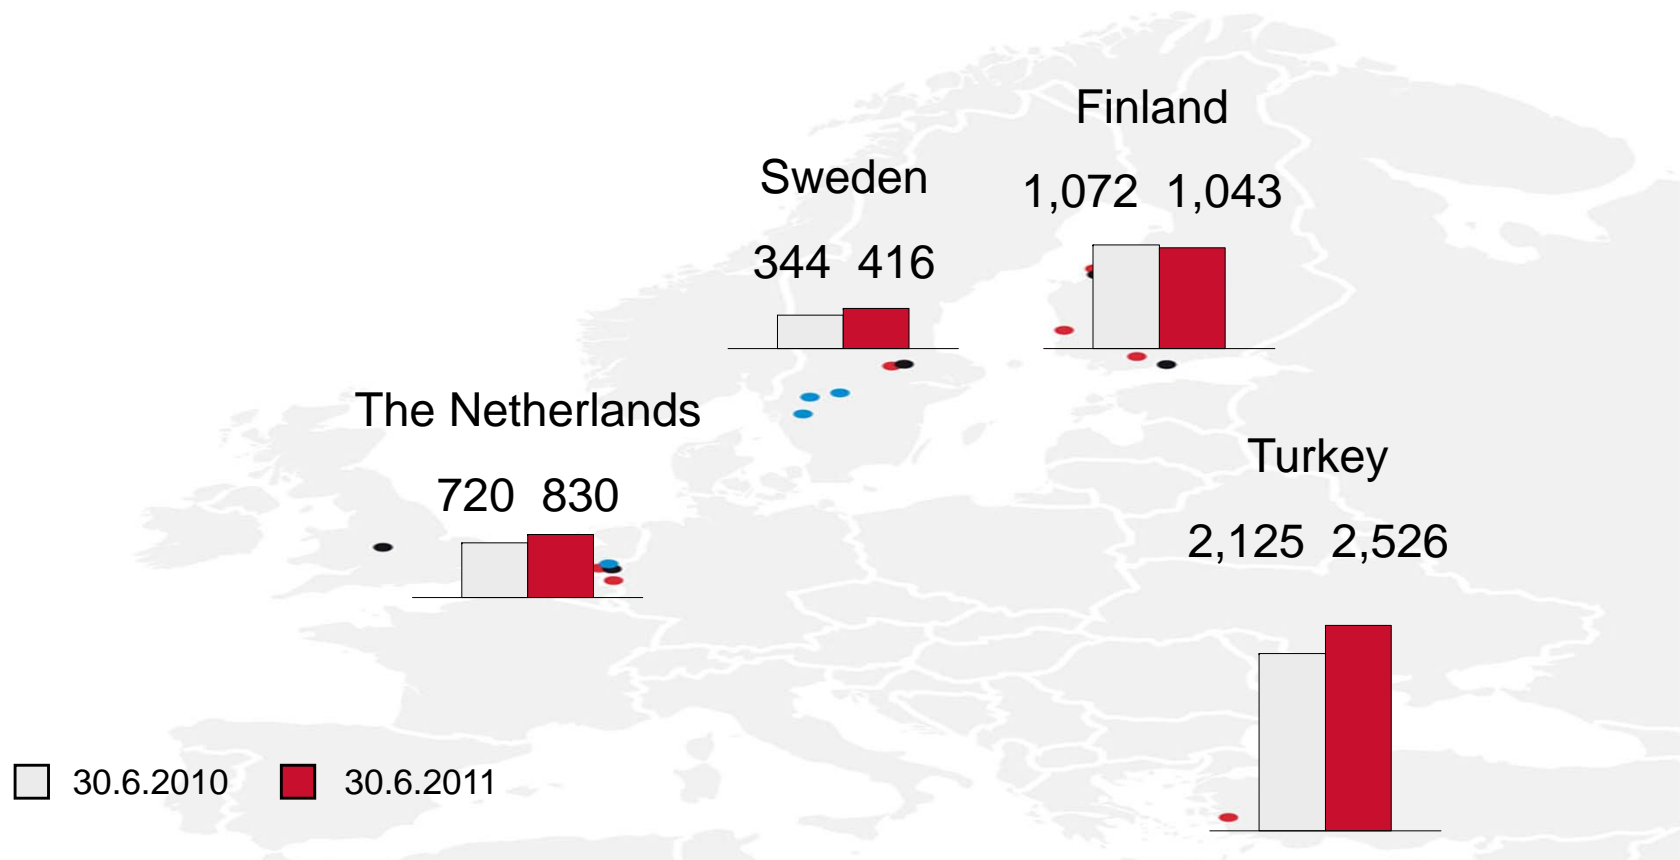 Finland
1,072 1,043
Sweden
344 416
The Netherlands
720 830
Turkey
2,125 2,526
30.6.2010 30.6.2011